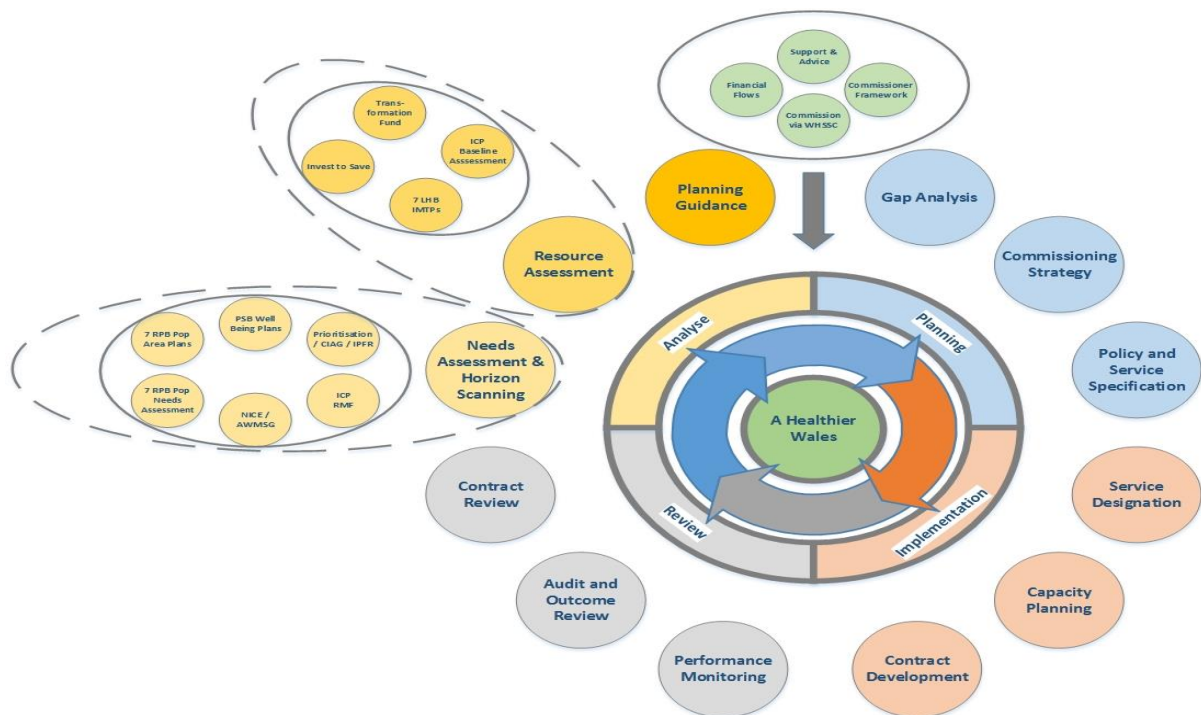 Support &
Advice
Financial
Flows
Commissioner
Framework
Commission
via WHSSC
Trans-
formation
Fund
ICP
Baseline
Asssessment
Invest to Save
7 LHB
IMTPs
Resource
Assessment
Planning
Guidance
Gap Analysis
Commissioning
Strategy
Policy and
Service
Specification
Service
Designation
Capacity
Planning
Contract
Development
Performance
Monitoring
Audit and
Outcome
Review
Contract
Review
Needs
Assessment &
Horizon
Scanning
7 RPB Pop
Area Plans
PSB Well
Being Plans
Prioritisation
/ CIAG / IPFR
7 RPB Pop
Needs
Assessment
NICE /
AWMSG
ICP
RMF
Analyse
Planning
Implementation
Review
A Healthier
Wales